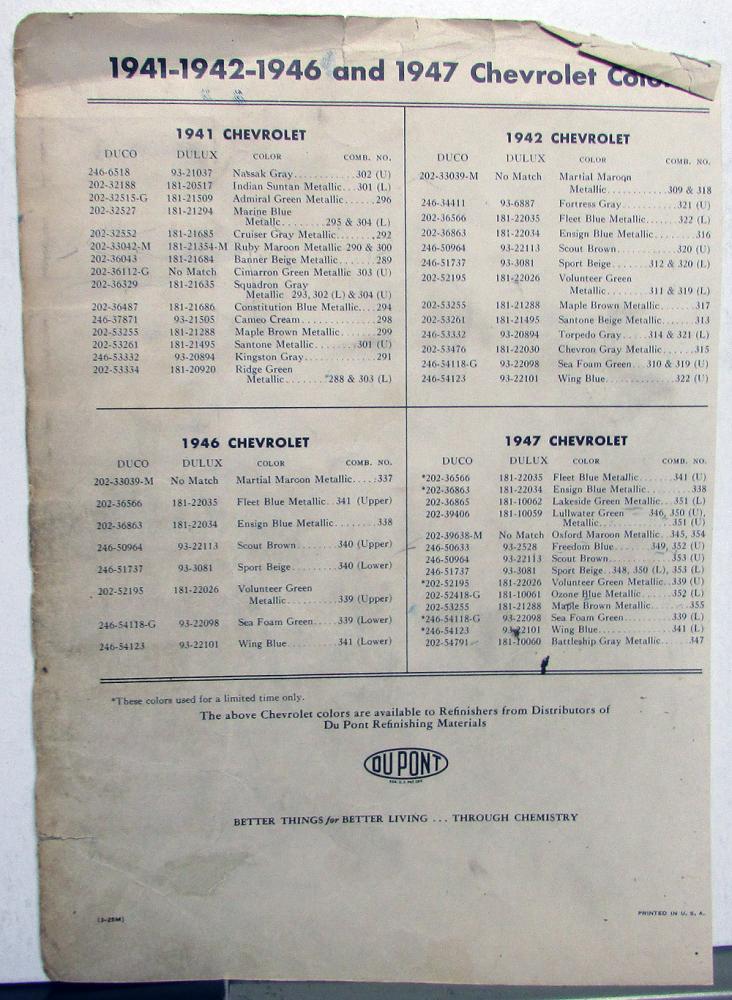 1941-1942-1946 and 1947 Chevrolet
1941 CHEVROLET
DUCO DULUX COLOR COMB. NO.
246-6518 93-21037 Nassak Gray............302 (U)
202-32188 181-20517 Indian Suntan Metallic...301 (L)
202-32515-G 181-21509 Admiral Green Metallic.....296
202-32527 181-21294 Marine Blue
Metallic.........295 & 304 (L)
202-32552 181-21685 Cruiser Gray Metallic.......292
202-33042-M 181-21354-M Ruby Maroon Metallic 290 & 300
202-36043 181-21684 Banner Beige Metallic......289
202-36112-G No Match Cimarron Green Metallic 303 (U)
202-36329 181-21635 Squadron Gray
Metallic 293, 302 (L) & 304 (U)
202-36487 181-21686 Constitution Blue Metallic...294
246-37871 93-21505 Cameo Cream.............298
202-53255 181-21288 Maple Brown Metallic......299
202-53261 181-21495 Santone Metallic.......301 (U)
246-53332 93-20894 Kingston Gray.............291
202-53334 181-20920 Ridge Green
Metallic.......288 & 303 (L)
1942 CHEVROLET
DUCO DULUX COLOR COMB. NO.
202-33039-M No Match Martial Maroon
Metallic...........309 & 318
246-34411 93-6887 Fortress Gray..........321 (U)
202-36566 181-22035 Fleet Blue Metallic.....322 (L)
202-36863 181-22034 Ensign Blue Metallic......316
246-50964 93-22113 Scout Brown..........320 (U)
246-51737 93-3081 Sport Beige.....312 & 320 (L)
202-52195 181-22026 Volunteer Green
Metallic.......311 & 319 (L)
202-53255 181-21288 Maple Brown Metallic.....317
202-53261 181-21495 Santone Beige Metallic....313
246-53332 93-20894 Torpedo Gray....314 & 321 (L)
202-53476 181-22030 Chevron Gray Metallic....315
246-54118-G 93-22098 Sea Foam Green...310 & 319 (U)
246-54123 93-22101 Wing Blue.............322 (U)
1946 CHEVROLET
DUCO DULUX COLOR COMB. NO.
202-33039-M No Match Martial Maroon Metallic.....337
202-36566 181-22035 Fleet Blue Metallic..341 (Upper)
202-36863 181-22034 Ensign Blue Metallic........338
246-50964 93-22113 Scout Brown.......340 (Upper)
246-51737 93-3081 Sport Beige.........340 (Lower)
202-52195 181-22026 Volunteer Green
Metallic.........339 (Upper)
246-54118-G 93-22098 Sea Foam Green....339 (Lower)
246-54123 93-22101 Wing Blue..........341 (Lower)
1947 CHEVROLET
DUCO DULUX COLOR COMB. NO.
*202-36566 181-22035 Fleet Blue Metallic.......341 (U)
*202-36863 181-22034 Ensign Blue Metallic........338
202-36865 181-10062 Lakeside Green Metallic..351 (L)
202-39406 181-10059 Lullwater Green 346, 350 (U),
Metallic.............351 (U)
202-39638-M No Match Oxford Maroon Metallic..345, 354
246-50633 93-2528 Freedom Blue.......349, 352 (U)
246-50964 93-22113 Scout Brown...........353 (U)
246-51737 93-3081 Sport Beige..348, 350 (L), 353 (L)
*202-52195 181-22026 Volunteer Green Metallic..339 (U)
202-52418-G 181-10061 Ozone Blue Metallic.....352 (L)
202-53255 181-21288 Maple Brown Metallic......355
*246-54118-G 93-22098 Sea Foam Green........339 (L)
*246-54123 93-22101 Wing Blue.............341 (L)
202-54791 181-10060 Battleship Gray Metallic....347
*These colors used for a limited time only.
The above Chevrolet colors are available to Refinishers from Distributors of
Du Pont Refinishing Materials
DU PONT
REG. U.S. PAT. OFF.
BETTER THINGS for BETTER LIVING ... THROUGH CHEMISTRY
(3-25M)
PRINTED IN U. S. A.